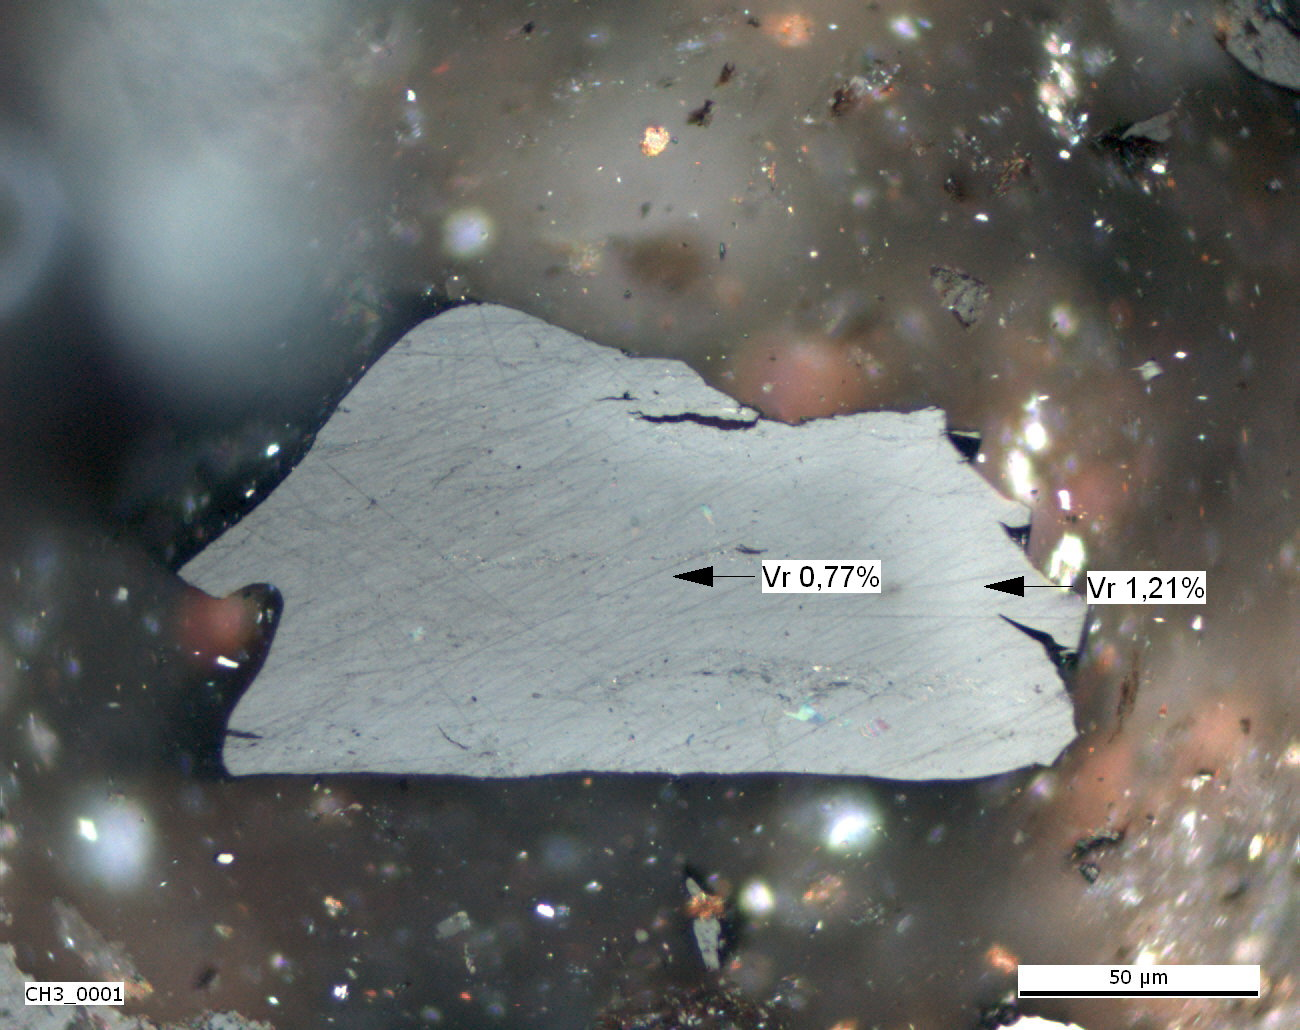 Vr 0,77%
Vr 1,21%
50 µm
CH3_0001